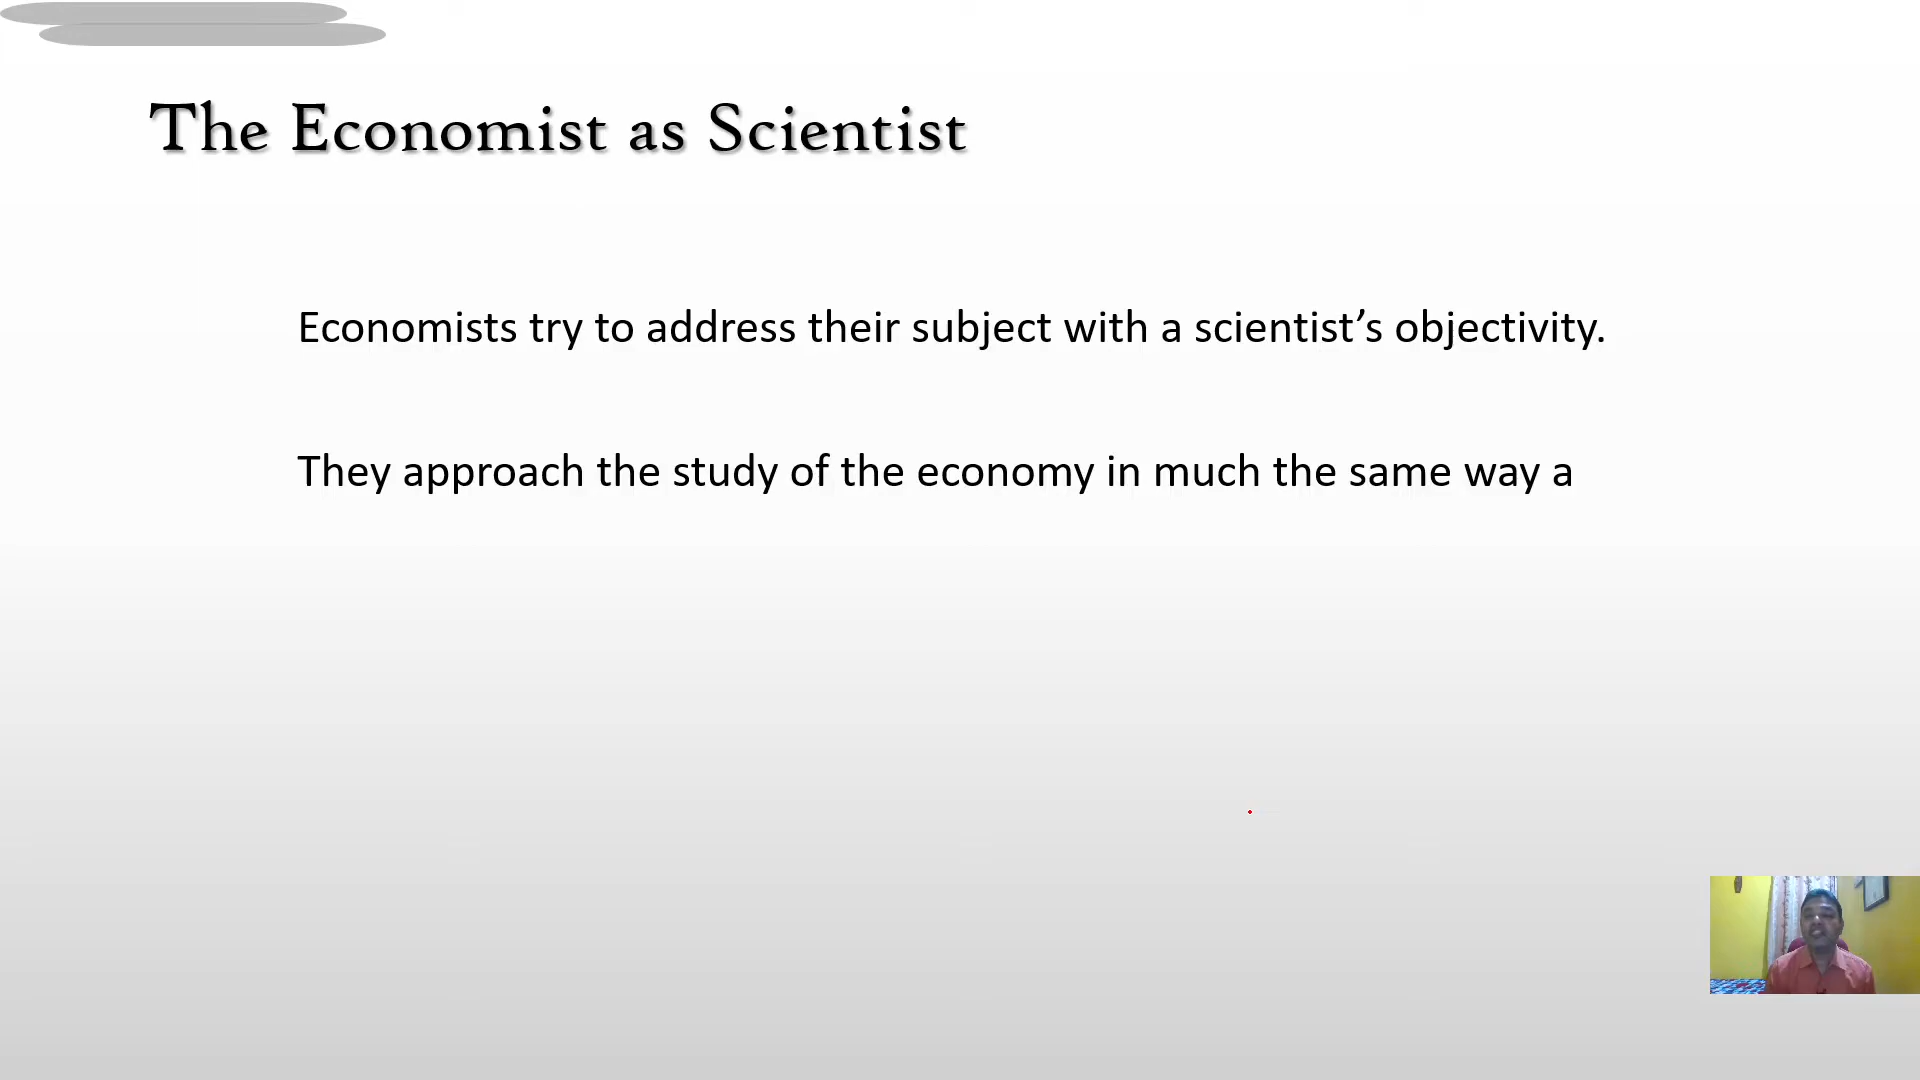 The Economist as Scientist
Economists try to address their subject with a scientist’s objectivity.
They approach the study of the economy in much the same way a